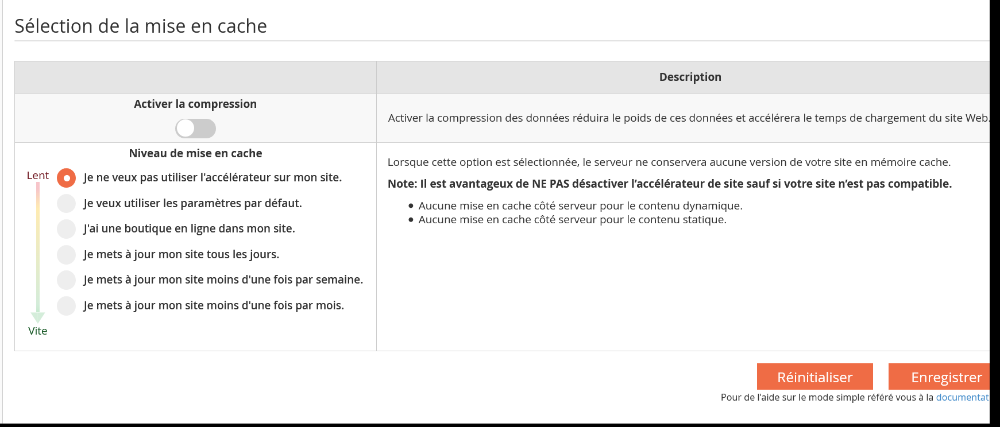 Sélection de la mise en cache
Description
Activer la compression
Activer la compression des données réduira le poids de ces données et accélérera le temps de chargement du site Web.
Niveau de mise en cache
Lent
Je ne veux pas utiliser l'accélérateur sur mon site.
Je veux utiliser les paramètres par défaut.
J'ai une boutique en ligne dans mon site.
Je mets à jour mon site tous les jours.
Je mets à jour mon site moins d'une fois par semaine.
Je mets à jour mon site moins d'une fois par mois.
Vite
Lorsque cette option est sélectionnée, le serveur ne conservera aucune version de votre site en mémoire cache.
Note: Il est avantageux de NE PAS désactiver l’accélérateur de site sauf si votre site n’est pas compatible.
● Aucune mise en cache côté serveur pour le contenu dynamique.
● Aucune mise en cache côté serveur pour le contenu statique.
Réinitialiser
Enregistrer
Pour de l'aide sur le mode simple référé vous à la documentat